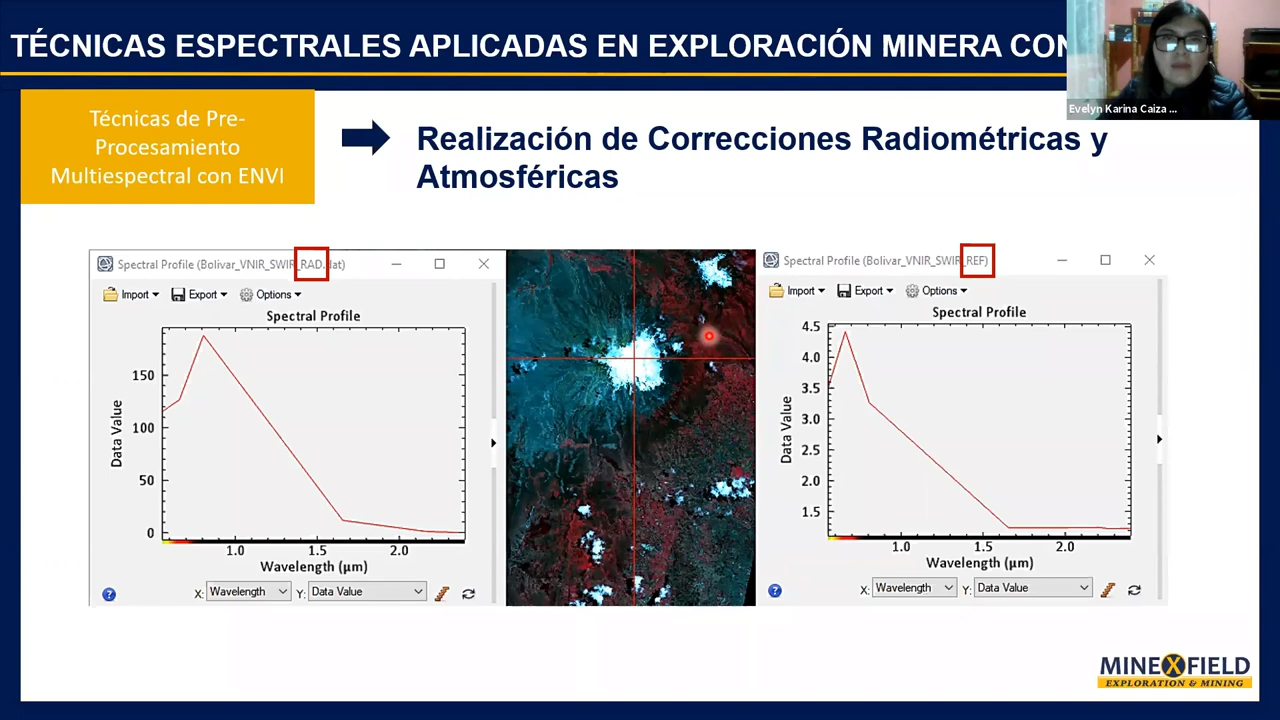 TÉCNICAS ESPECTRALES APLICADAS EN EXPLORACIÓN MINERA CON
Evelyn Karina Caiza ...
Técnicas de Pre-
Procesamiento
Multiespectral con ENVI
Realización de Correcciones Radiométricas y
Atmosféricas
Spectral Profile (Bolivar_VNIR_SWIR_RAD.dat)
Import Export Options
Spectral Profile
150
100
50
0
Data Value
1.0 1.5 2.0
Wavelength (μm)
X: Wavelength Y: Data Value
Spectral Profile (Bolivar_VNIR_SWIR_REF)
Import Export Options
Spectral Profile
4.5
4.0
3.5
3.0
2.5
2.0
1.5
Data Value
1.0 1.5 2.0
Wavelength (μm)
X: Wavelength Y: Data Value
MINEXFIELD
EXPLORATION & MINING